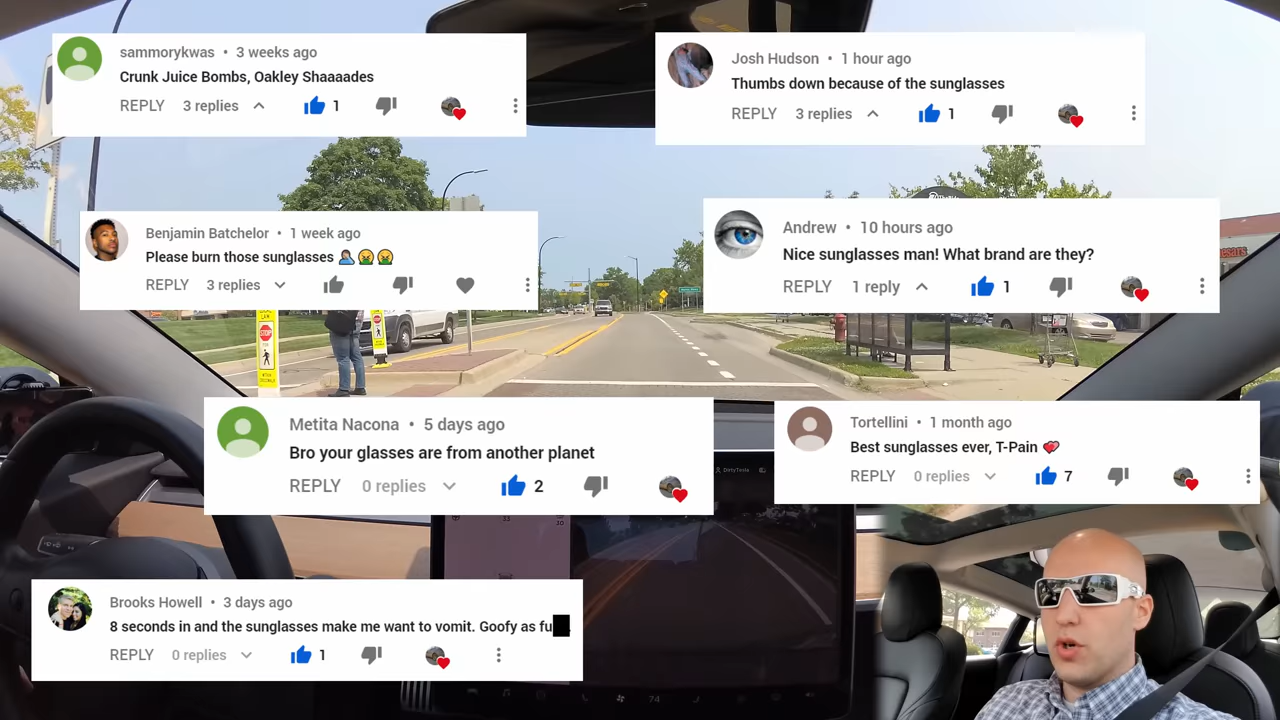 sammorykwas • 3 weeks ago
Crunk Juice Bombs, Oakley Shaaaades
REPLY 3 replies 1
Josh Hudson • 1 hour ago
Thumbs down because of the sunglasses
REPLY 3 replies 1
Benjamin Batchelor • 1 week ago
Please burn those sunglasses 🤦🏽‍♂️🤮🤮
REPLY 3 replies
Andrew • 10 hours ago
Nice sunglasses man! What brand are they?
REPLY 1 reply 1
Metita Nacona • 5 days ago
Bro your glasses are from another planet
REPLY 0 replies 2
Tortellini • 1 month ago
Best sunglasses ever, T-Pain 💕
REPLY 0 replies 7
DirtyTesla
Brooks Howell • 3 days ago
8 seconds in and the sunglasses make me want to vomit. Goofy as fu
REPLY 0 replies 1
STOP
74